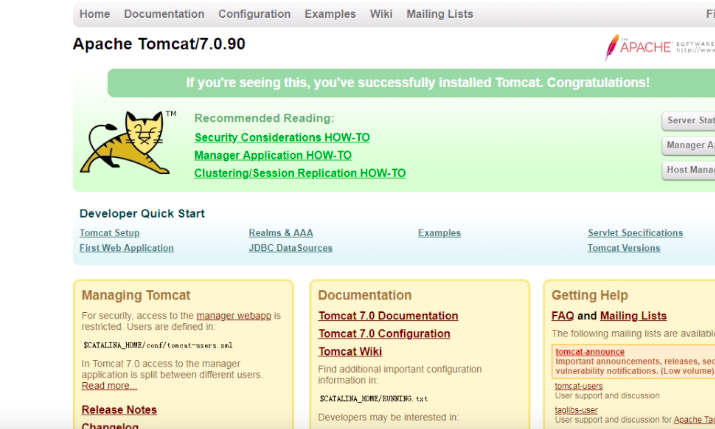 Home Documentation Configuration Examples Wiki Mailing Lists
Apache Tomcat/7.0.90
THE
APACHE SOFTWARE
http://www
If you're seeing this, you've successfully installed Tomcat. Congratulations!
TM
Recommended Reading:
Security Considerations HOW-TO
Manager Application HOW-TO
Clustering/Session Replication HOW-TO
Server Stat
Manager Ap
Host Manag
Developer Quick Start
Tomcat Setup
First Web Application
Realms & AAA
JDBC DataSources
Examples
Servlet Specifications
Tomcat Versions
Managing Tomcat
For security, access to the manager webapp is
restricted. Users are defined in:
$CATALINA_HOME/conf/tomcat-users.xml
In Tomcat 7.0 access to the manager
application is split between different users.
Read more...
Release Notes
Changelog
Documentation
Tomcat 7.0 Documentation
Tomcat 7.0 Configuration
Tomcat Wiki
Find additional important configuration
information in:
$CATALINA_HOME/RUNNING.txt
Developers may be interested in:
Getting Help
FAQ and Mailing Lists
The following mailing lists are available
tomcat-announce
Important announcements, releases, sec
vulnerability notifications. (Low volume)
tomcat-users
User support and discussion
taglibs-user
User support and discussion for Apache Tag